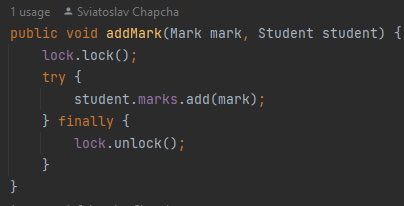 1 usage Sviatoslav Chapcha
public void addMark(Mark mark, Student student) {
    lock.lock();
    try {
        student.marks.add(mark);
    } finally {
        lock.unlock();
    }
}